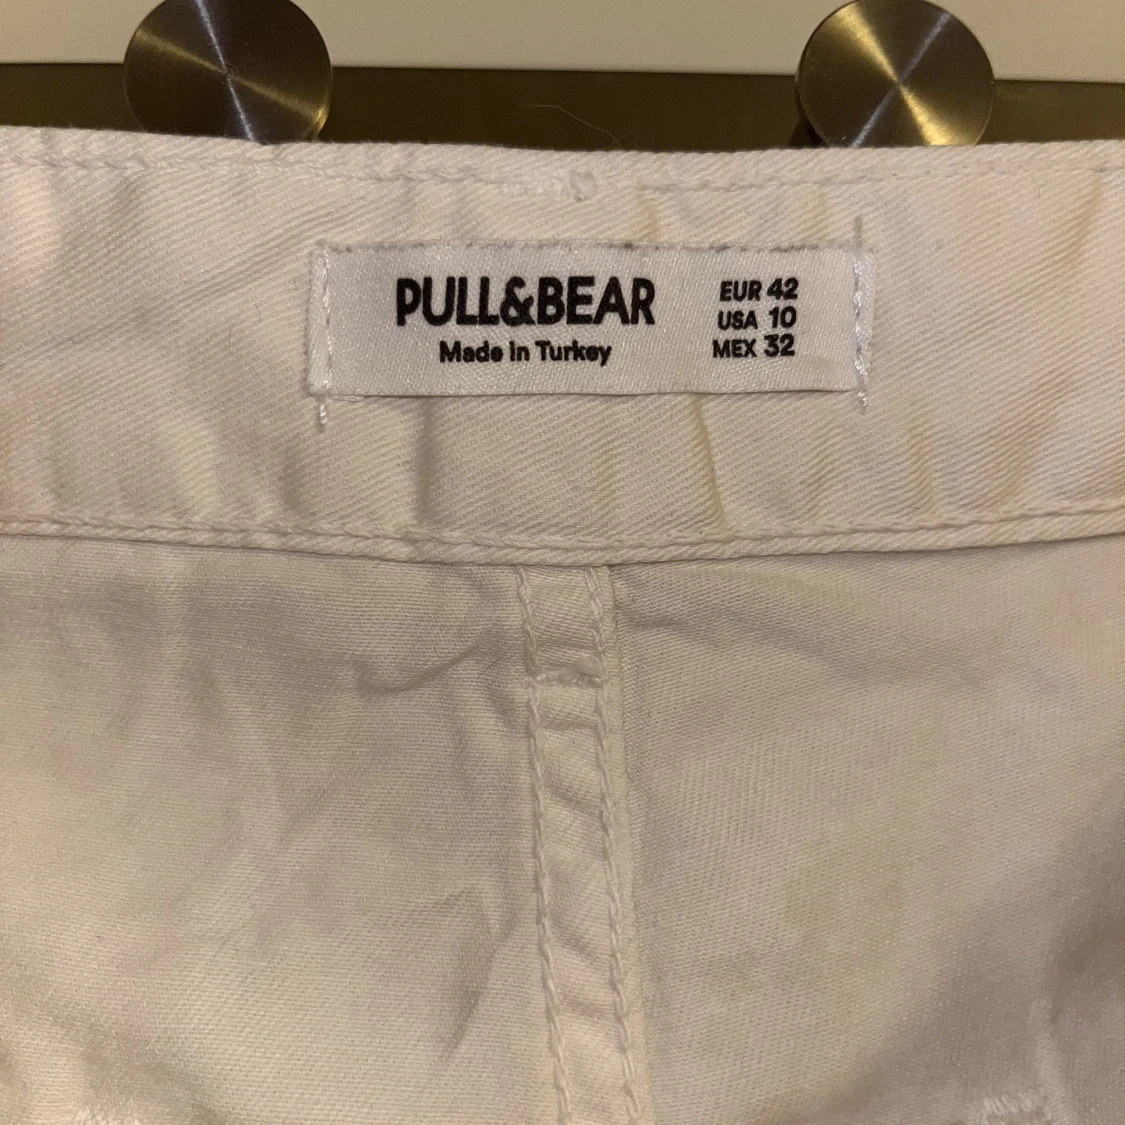 PULL&BEAR
Made in Turkey
EUR 42
USA 10
MEX 32